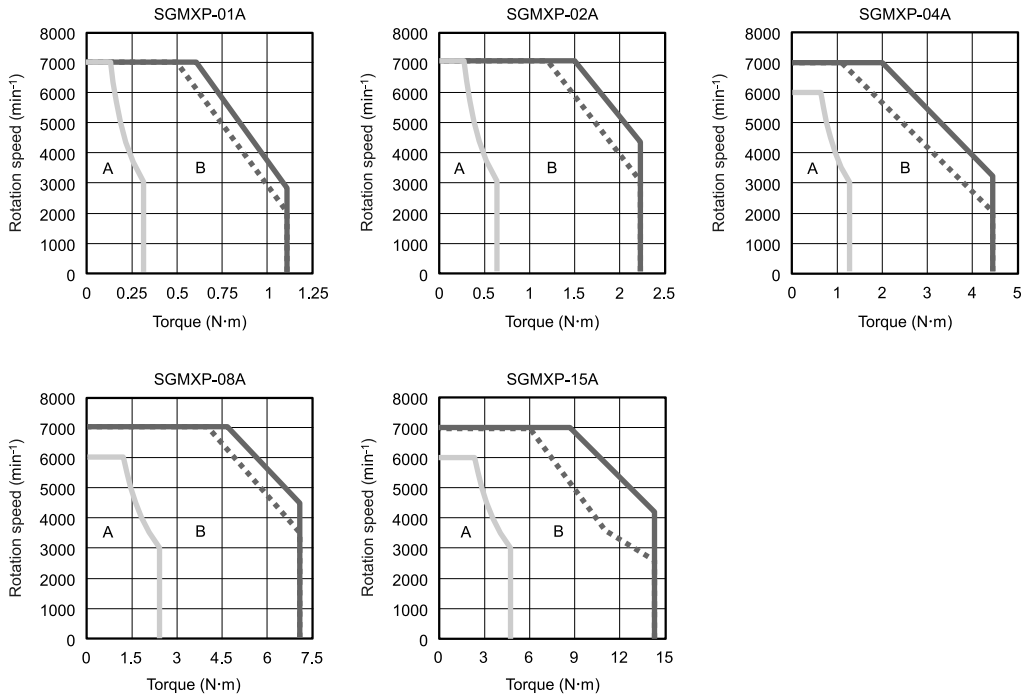 SGMXP-01A
Rotation speed (min⁻¹)
8000
7000
6000
5000
4000
3000
2000
1000
0
A
B
0 0.25 0.5 0.75 1 1.25
Torque (N·m)
SGMXP-02A
Rotation speed (min⁻¹)
8000
7000
6000
5000
4000
3000
2000
1000
0
A
B
0 0.5 1 1.5 2 2.5
Torque (N·m)
SGMXP-04A
Rotation speed (min⁻¹)
8000
7000
6000
5000
4000
3000
2000
1000
0
A
B
0 1 2 3 4 5
Torque (N·m)
SGMXP-08A
Rotation speed (min⁻¹)
8000
7000
6000
5000
4000
3000
2000
1000
0
A
B
0 1.5 3 4.5 6 7.5
Torque (N·m)
SGMXP-15A
Rotation speed (min⁻¹)
8000
7000
6000
5000
4000
3000
2000
1000
0
A
B
0 3 6 9 12 15
Torque (N·m)